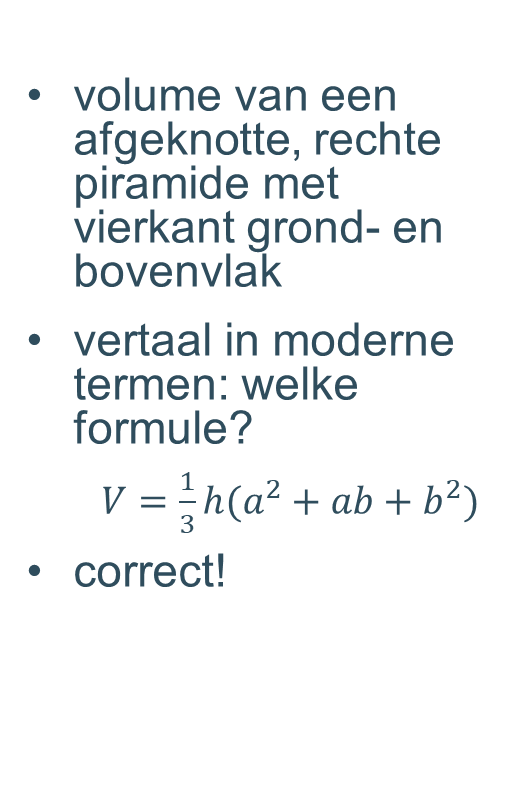 • volume van een
afgeknotte, rechte
piramide met
vierkant grond- en
bovenvlak
• vertaal in moderne
termen: welke
formule?
V = 1/3 h(a² + ab + b²)
• correct!